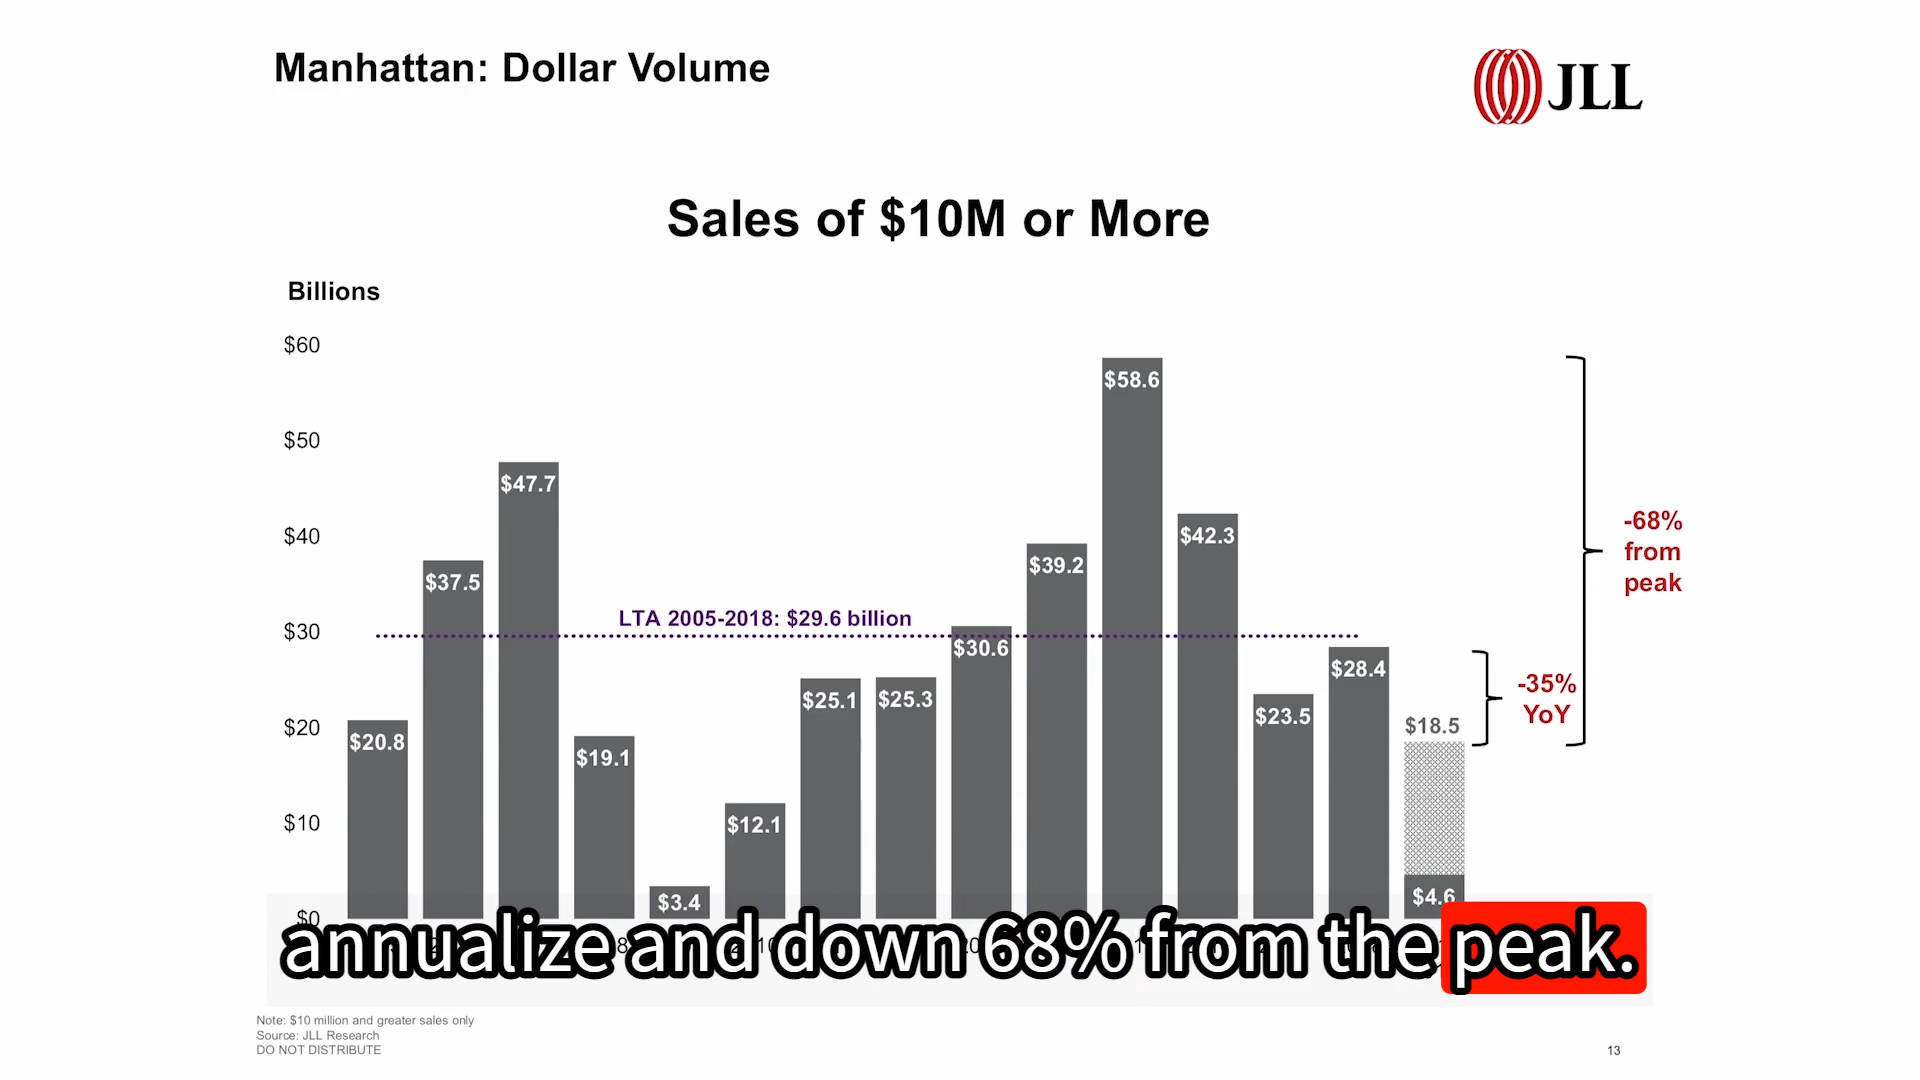 Manhattan: Dollar Volume
JLL
Sales of $10M or More
Billions
$60
$50
$40
$30
$20
$10
$0
$20.8
$37.5
$47.7
$19.1
$3.4
$12.1
$25.1
$25.3
$30.6
$39.2
$58.6
$42.3
$23.5
$28.4
$18.5
$4.6
LTA 2005-2018: $29.6 billion
-68%
from
peak
-35%
YoY
annualize and down 68% from the peak.
Note: $10 million and greater sales only
Source: JLL Research
DO NOT DISTRIBUTE
13